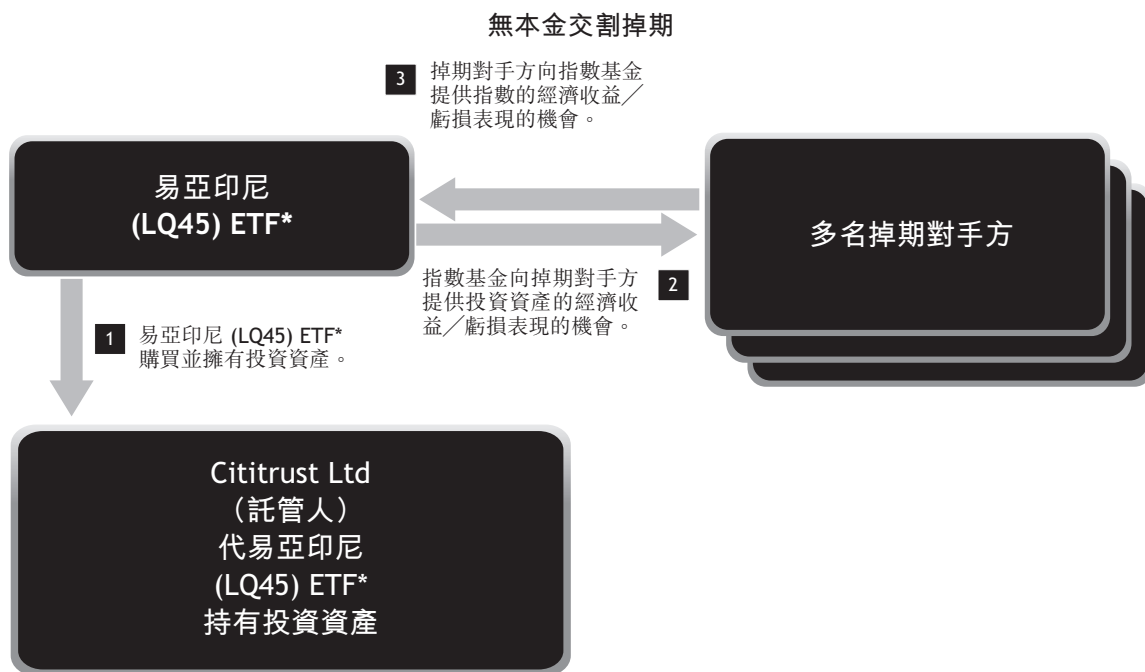 無本金交割掉期
3 掉期對手方向指數基金
提供指數的經濟收益／
虧損表現的機會。
易亞印尼
(LQ45) ETF*
多名掉期對手方
指數基金向掉期對手方 2
提供投資資產的經濟收
益／虧損表現的機會。
1 易亞印尼 (LQ45) ETF*
購買並擁有投資資產。
Cititrust Ltd
（託管人）
代易亞印尼
(LQ45) ETF*
持有投資資產